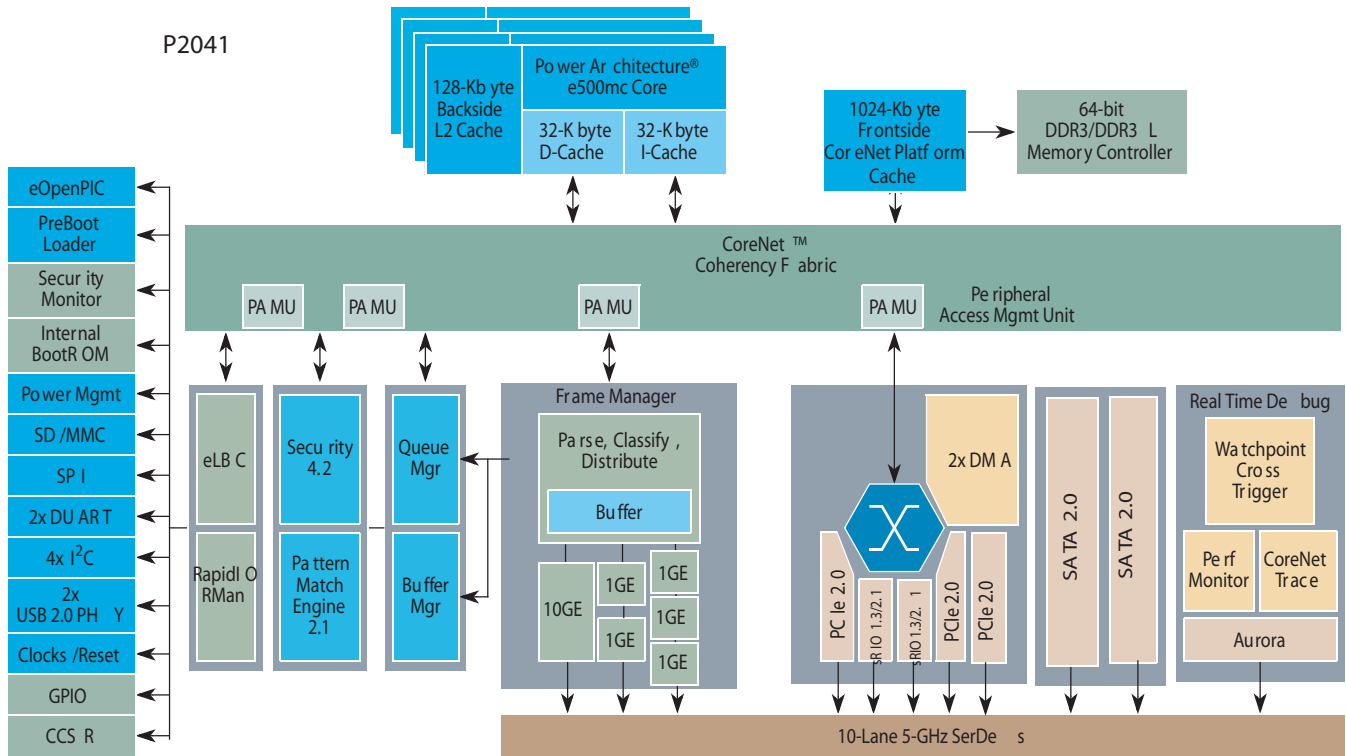 P2041
128-Kbyte
Backside
L2 Cache
Power Architecture®
e500mc Core
32-Kbyte
D-Cache
32-Kbyte
I-Cache
1024-Kbyte
Frontside
CoreNet Platform
Cache
64-bit
DDR3/DDR3L
Memory Controller
eOpenPIC
PreBoot
Loader
Security
Monitor
Internal
BootROM
Power Mgmt
SD/MMC
SPI
2x DUART
4x I²C
2x
USB 2.0 PHY
Clocks/Reset
GPIO
CCSR
CoreNet™
Coherency Fabric
PAMU
PAMU
PAMU
PAMU
Peripheral
Access Mgmt Unit
eLBC
RapidIO
RMan
Security
4.2
Pattern
Match
Engine
2.1
Queue
Mgr
Buffer
Mgr
Frame Manager
Parse, Classify,
Distribute
Buffer
10GE
1GE
1GE
1GE
1GE
1GE
2x DMA
PCIe 2.0
sRIO 1.3/2.1
sRIO 1.3/2.1
PCIe 2.0
PCIe 2.0
SATA 2.0
SATA 2.0
Real Time Debug
Watchpoint
Cross
Trigger
Perf
Monitor
CoreNet
Trace
Aurora
10-Lane 5-GHz SerDes